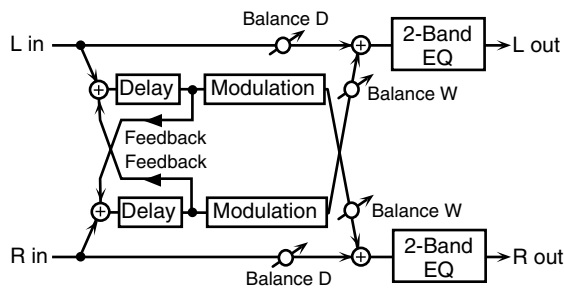 Balance D
L in
2-Band
EQ
L out
Delay
Modulation
Balance W
Feedback
Feedback
Delay
Modulation
Balance W
R in
Balance D
2-Band
EQ
R out